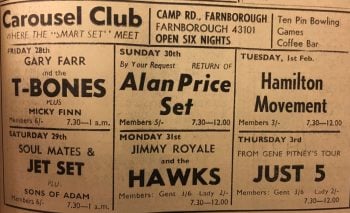 Carousel Club
WHERE THE "SMART SET" MEET
CAMP RD., FARNBOROUGH
FARNBOROUGH 43101
OPEN SIX NIGHTS
Ten Pin Bowling
Games
Coffee Bar
FRIDAY 28th
GARY FARR
and the
T-BONES
PLUS
MICKY FINN
Members 6/- 7.30—1 a.m.
SATURDAY 29th
SOUL MATES &
JET SET
PLU·
SONS OF ADAM
Members 6/- 7.30—1 a.m.
SUNDAY 30th
By Your Request RETURN OF
Alan Price
Set
Members 5/- 7.30—12.00
MONDAY 31st
JIMMY ROYALE
and the
HAWKS
Members: Gent 3/6 Lady 2/-
7.30—12.00
TUESDAY, 1st Feb.
Hamilton
Movement
Members 3/- 7.30—12.00
THURSDAY 3rd
FROM GENE PITNEY'S TOUR
JUST 5
Members: Gents 3/6 Lady 2/-
7.30—12.00